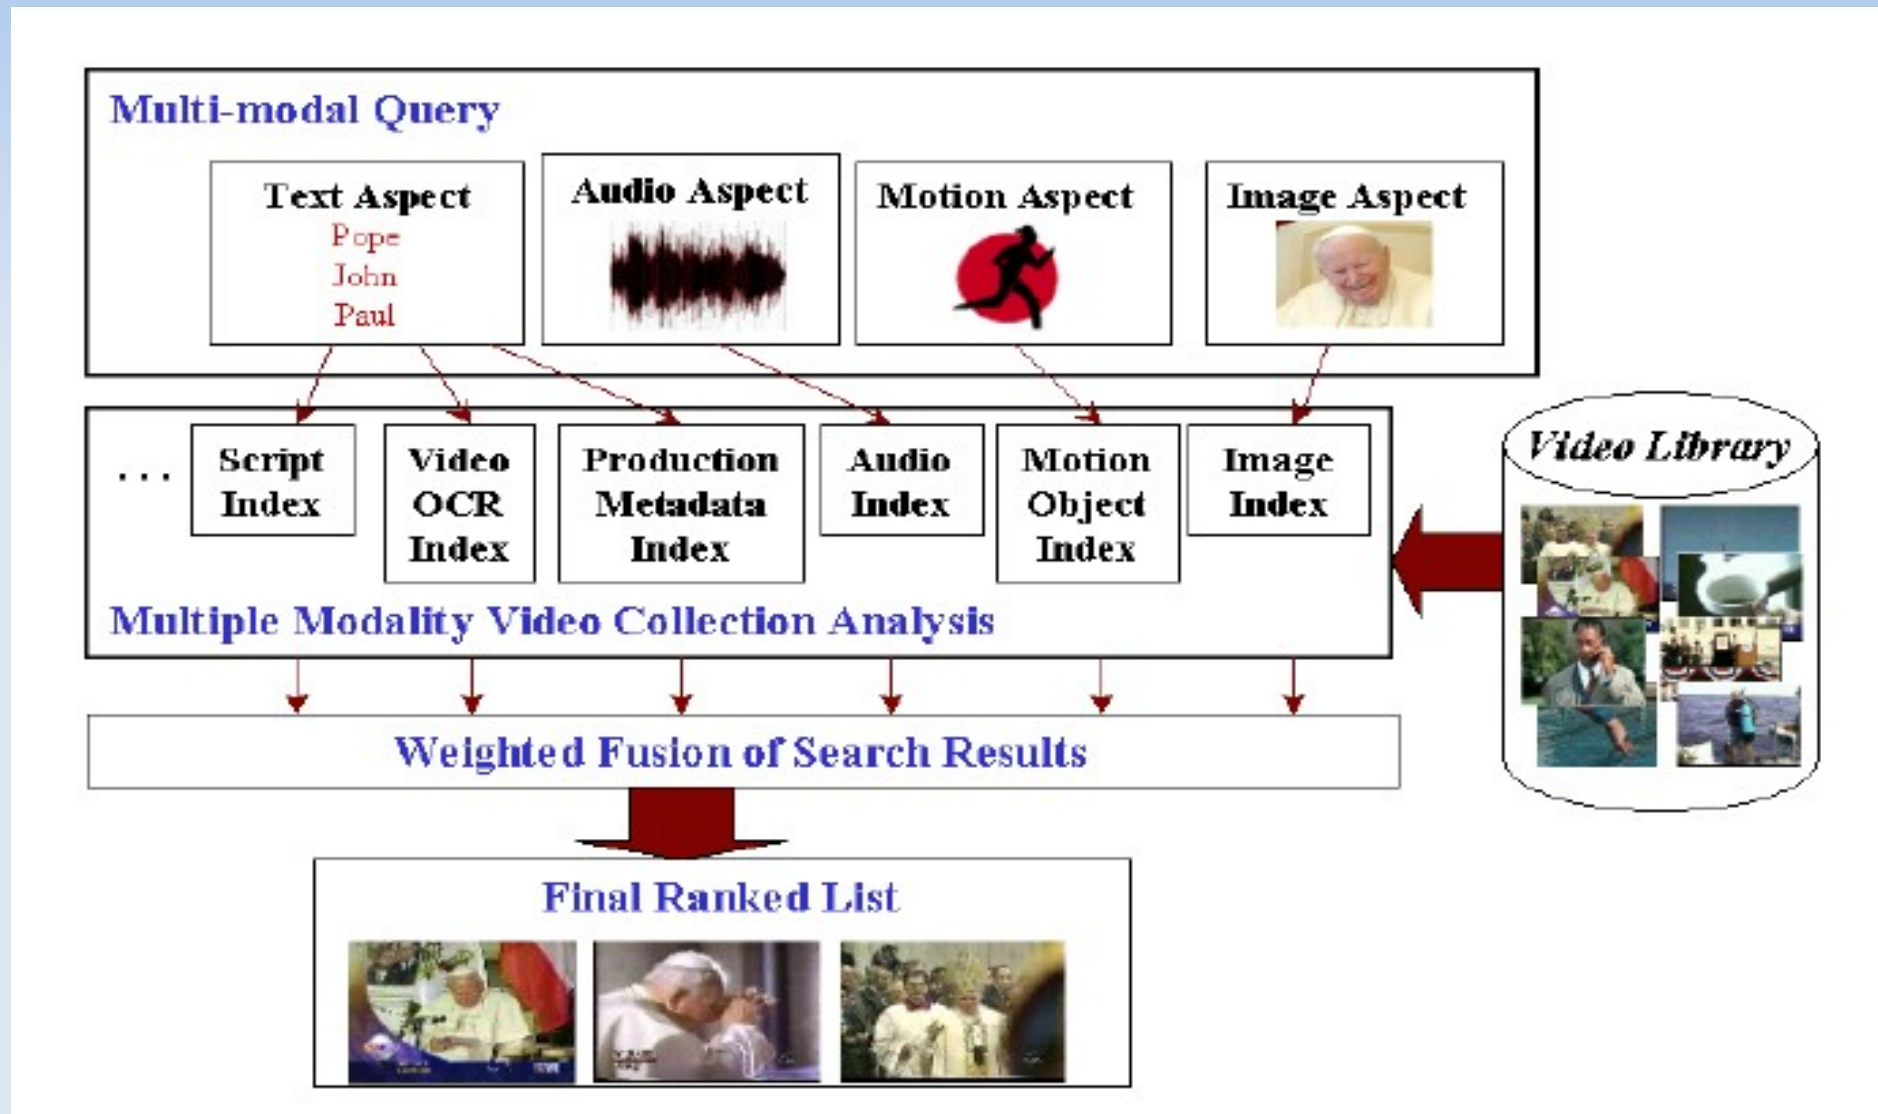 Multi-modal Query
Text Aspect
Pope
John
Paul
Audio Aspect
Motion Aspect
Image Aspect
. . .
Script
Index
Video
OCR
Index
Production
Metadata
Index
Audio
Index
Motion
Object
Index
Image
Index
Multiple Modality Video Collection Analysis
Video Library
Weighted Fusion of Search Results
Final Ranked List